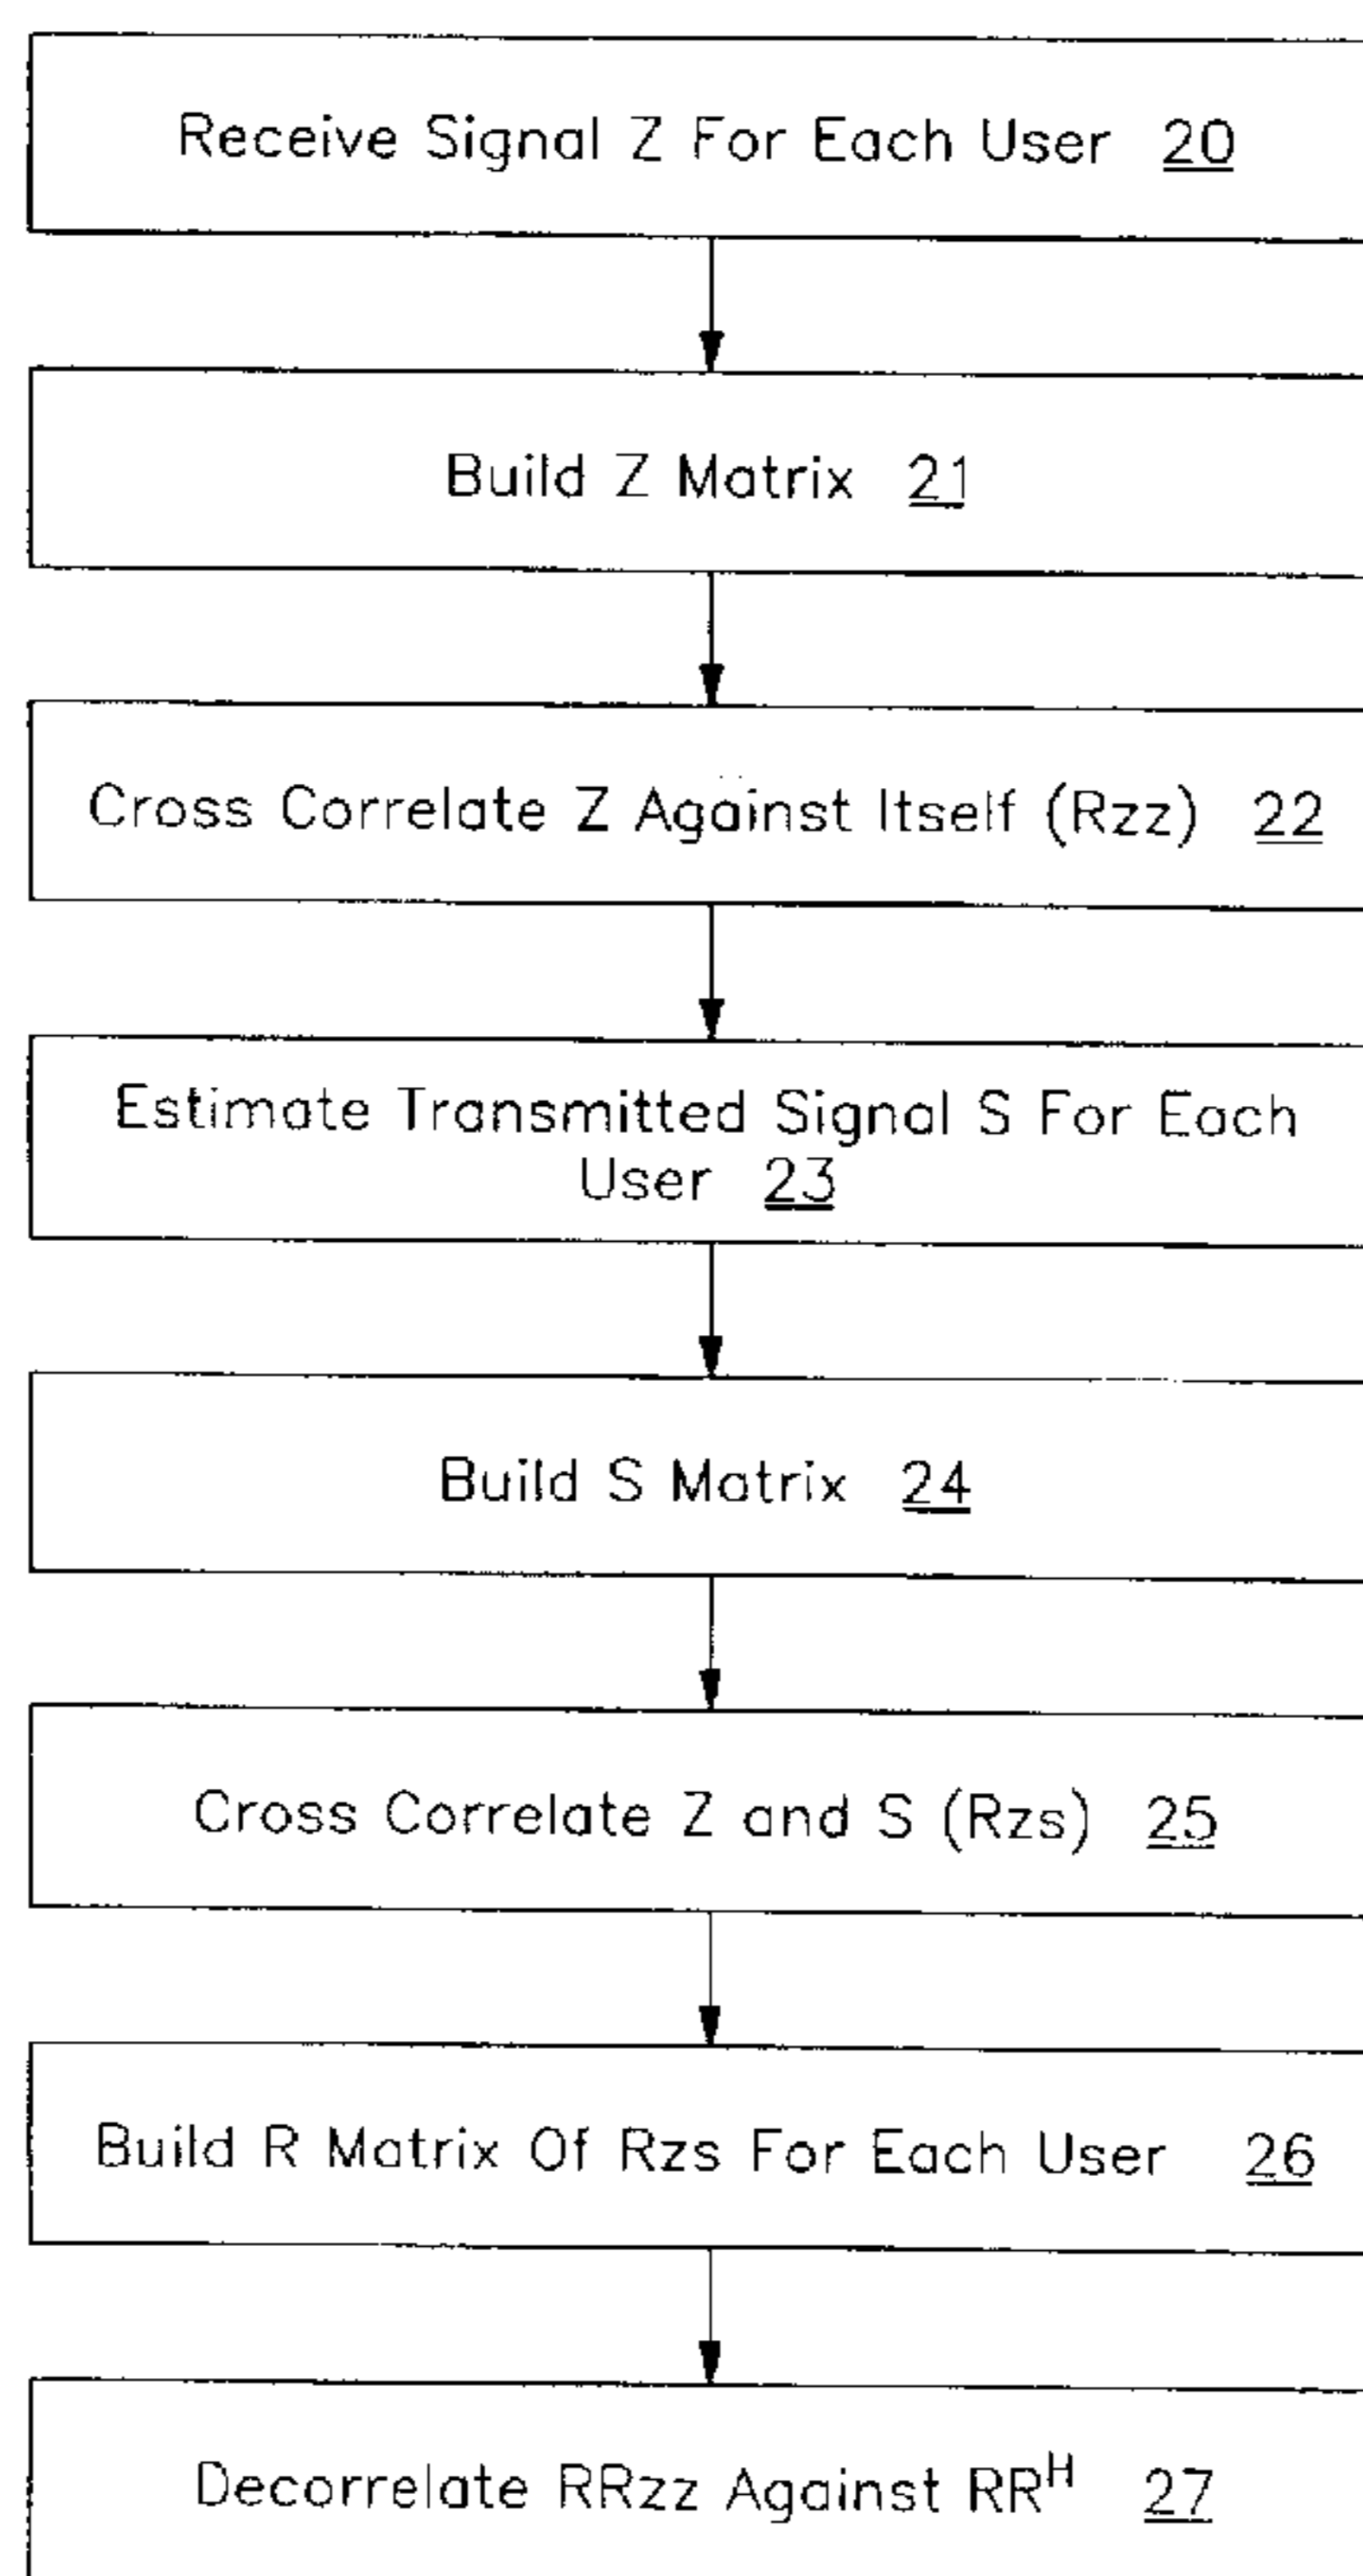 Receive Signal Z For Each User 20
Build Z Matrix 21
Cross Correlate Z Against Itself (Rzz) 22
Estimate Transmitted Signal S For Each
User 23
Build S Matrix 24
Cross Correlate Z and S (Rzs) 25
Build R Matrix Of Rzs For Each User 26
Decorrelate RRzz Against RRᴴ 27